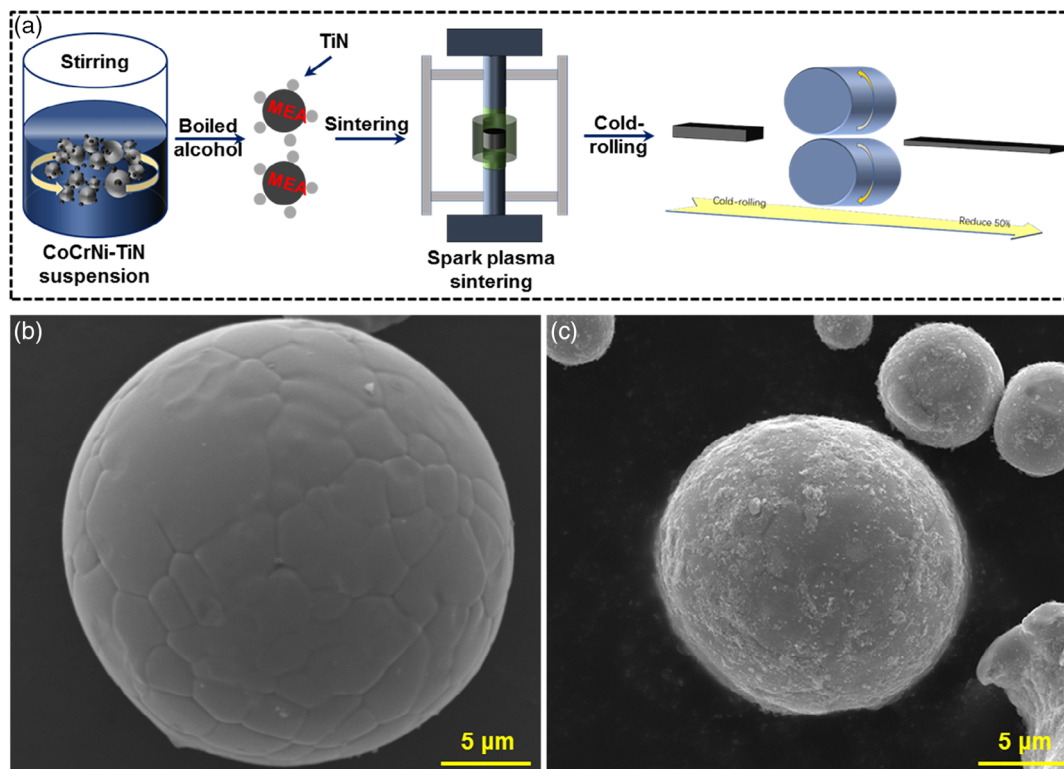 (a)
Stirring
CoCrNi-TiN
suspension
Boiled
alcohol
TiN
MEA
MEA
Sintering
Spark plasma
sintering
Cold-
rolling
Cold-rolling
Reduce 50%
(b)
5 µm
(c)
5 µm